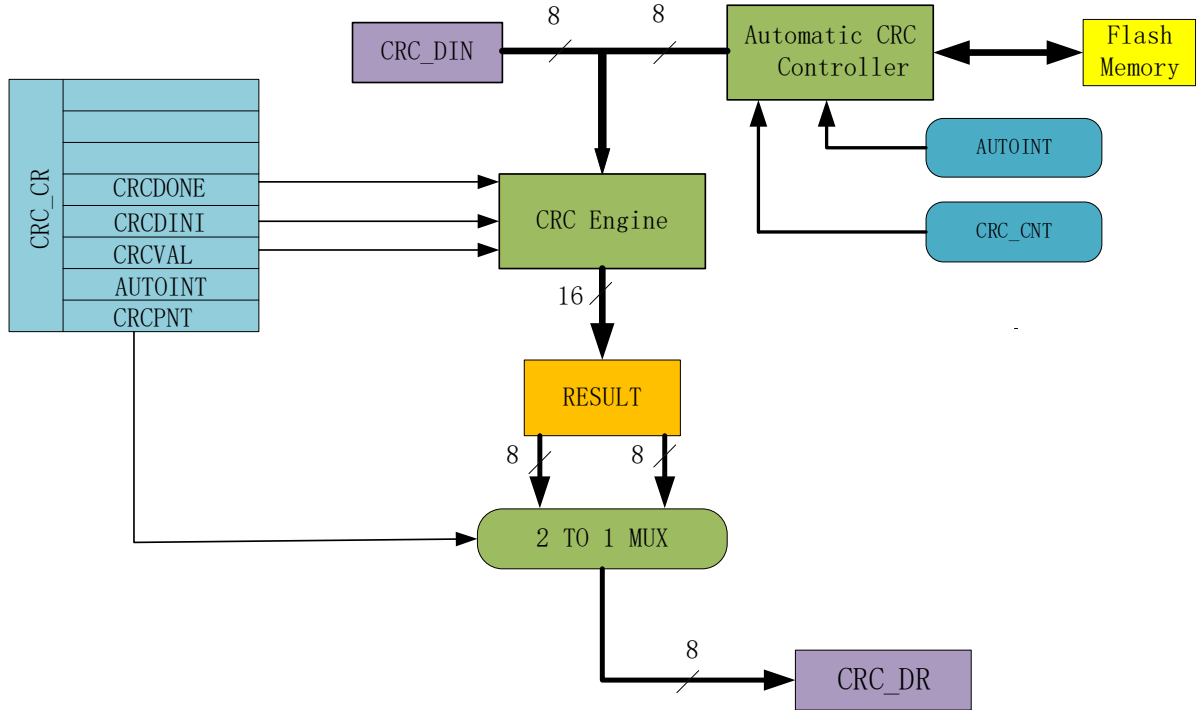 8
8
CRC_DIN
Automatic CRC
Controller
Flash
Memory
AUTOINT
CRC_CNT
CRC_CR
CRCDONE
CRCDINI
CRCVAL
AUTOINT
CRCPNT
CRC Engine
16
RESULT
8
8
2 TO 1 MUX
8
CRC_DR